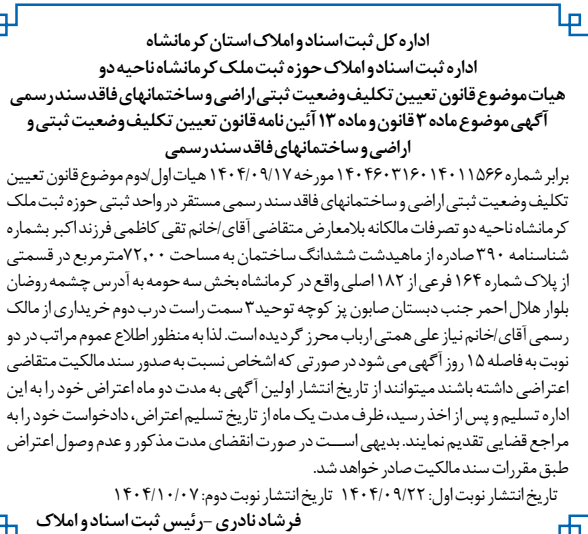 اداره کل ثبت اسناد و املاک استان کرمانشاه
اداره ثبت اسناد و املاک حوزه ثبت ملک کرمانشاه ناحیه دو
هیات موضوع قانون تعیین تکلیف وضعیت ثبتی اراضی و ساختمانهای فاقد سند رسمی
آگهی موضوع ماده ۳ قانون و ماده ۱۳ آئین نامه قانون تعیین تکلیف وضعیت ثبتی و
اراضی و ساختمانهای فاقد سند رسمی
برابر شماره ۱۴۰۴۶۰۳۱۶۰۱۴۰۱۱۵۶۶ مورخه ۱۴۰۴/۰۹/۱۷ هیات اول/دوم موضوع قانون تعیین
تکلیف وضعیت ثبتی اراضی و ساختمانهای فاقد سند رسمی مستقر در واحد ثبتی حوزه ثبت ملک
کرمانشاه ناحیه دو تصرفات مالکانه بلامعارض متقاضی آقای/خانم تقی کاظمی فرزند اکبر بشماره
شناسنامه ۳۹۰ صادره از ماهیدشت ششدانگ ساختمان به مساحت ۷۲,۰۰متر مربع در قسمتی
از پلاک شماره ۱۶۴ فرعی از ۱۸۲ اصلی واقع در کرمانشاه بخش سه حومه به آدرس چشمه روضان
بلوار هلال احمر جنب دبستان صابون پز کوچه توحید۳ سمت راست درب دوم خریداری از مالک
رسمی آقای/خانم نیاز علی همتی ارباب محرز گردیده است. لذا به منظور اطلاع عموم مراتب در دو
نوبت به فاصله ۱۵ روز آگهی می شود در صورتی که اشخاص نسبت به صدور سند مالکیت متقاضی
اعتراضی داشته باشند میتوانند از تاریخ انتشار اولین آگهی به مدت دو ماه اعتراض خود را به این
اداره تسلیم و پس از اخذ رسید، ظرف مدت یک ماه از تاریخ تسلیم اعتراض، دادخواست خود را به
مراجع قضایی تقدیم نمایند. بدیهی اســت در صورت انقضای مدت مذکور و عدم وصول اعتراض
طبق مقررات سند مالکیت صادر خواهد شد.
تاریخ انتشار نوبت اول: ۱۴۰۴/۰۹/۲۲ تاریخ انتشار نوبت دوم: ۱۴۰۴/۱۰/۰۷
فرشاد نادری -رئیس ثبت اسناد و املاک